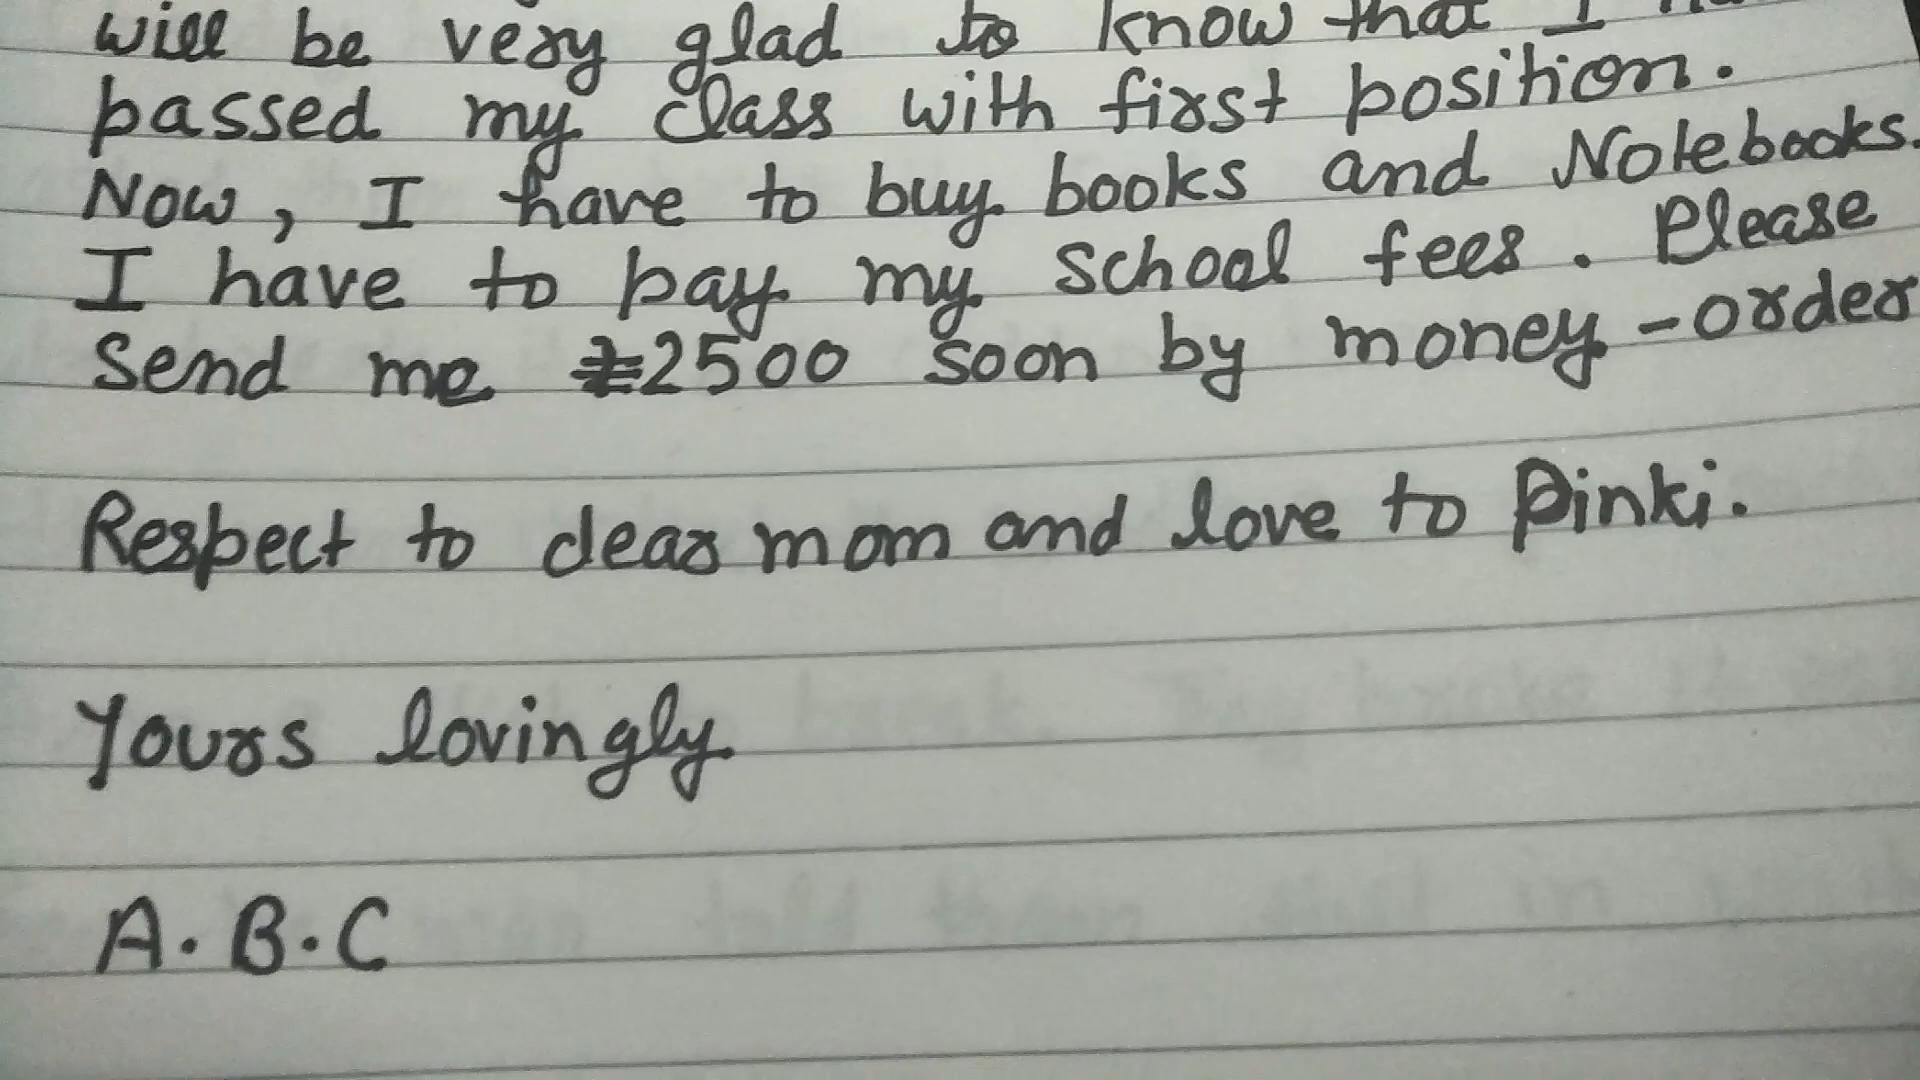 will be very glad to know that I
passed my class with first position.
Now, I have to buy books and Notebooks.
I have to pay my school fees. Please
Send me ₹2500 soon by money-order
Respect to dear mom and love to Pinki.
Yours lovingly
A.B.C